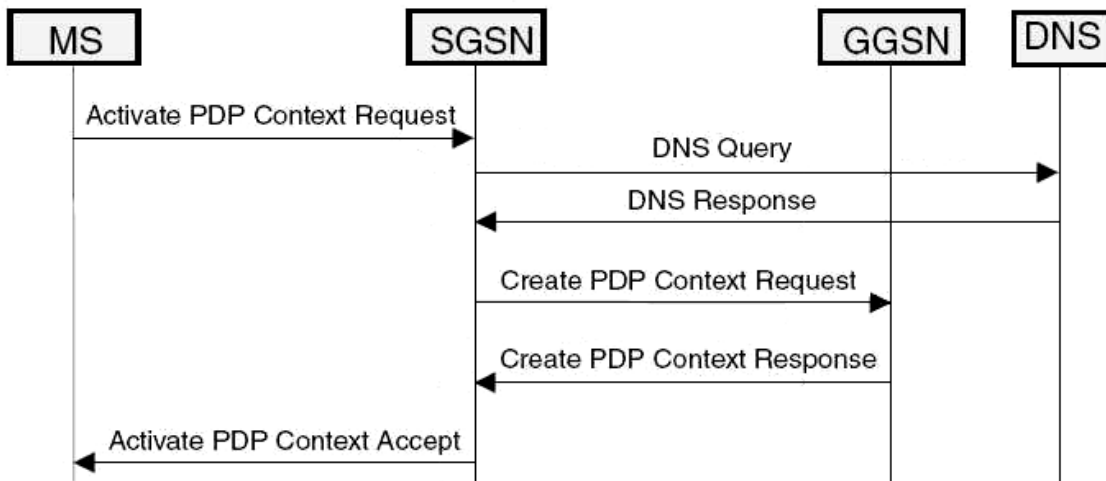 MS
SGSN
GGSN
DNS
Activate PDP Context Request
DNS Query
DNS Response
Create PDP Context Request
Create PDP Context Response
Activate PDP Context Accept